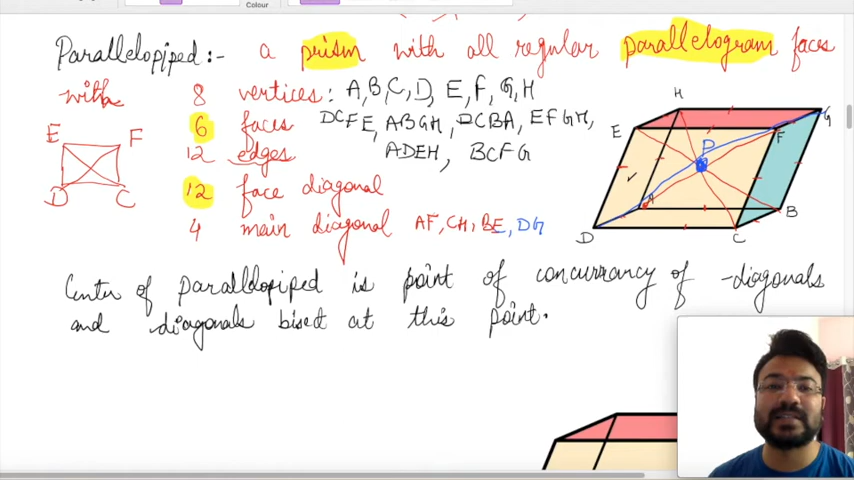 Colour
Parallelopiped :- a prism with all regular parallelogram faces
with 8 vertices : A, B, C, D, E, F, G, H
6 faces DCFE, ABGH, DCBA, EFGH,
12 edges ADEH, BCFG
12 face diagonal
4 main diagonal AF, CH, BE, DG
E F
D C
H G
E F
P
A B
D C
Center of parallelopiped is point of concurrancy of -diagonals
and diagonals bisect at this point.